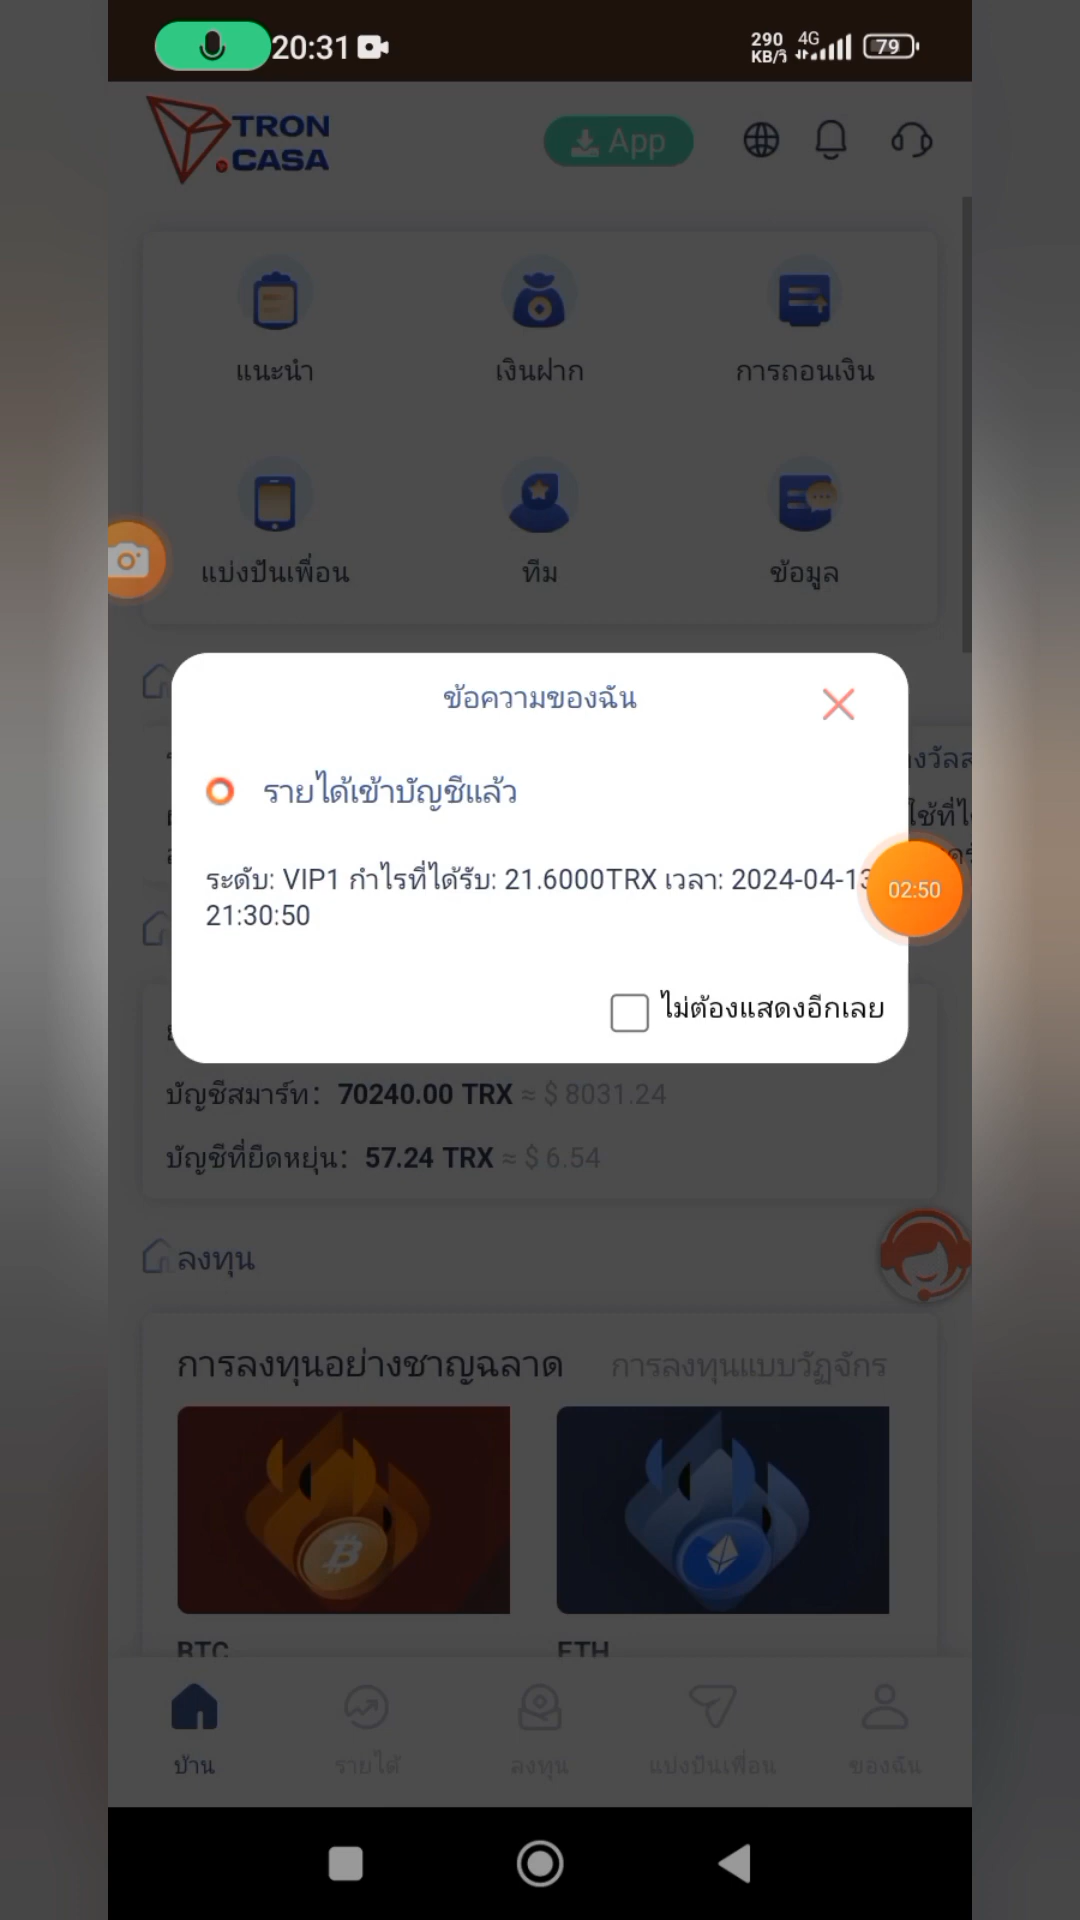 20:31
290 KB/วิ 4G 79
TRON
CASA
App
แนะนำ
เงินฝาก
การถอนเงิน
แบ่งปันเพื่อน
ทีม
ข้อมูล
ข้อความของฉัน
รายได้เข้าบัญชีแล้ว
ระดับ: VIP1 กำไรที่ได้รับ: 21.6000TRX เวลา: 2024-04-13
21:30:50
02:50
ไม่ต้องแสดงอีกเลย
บัญชีสมาร์ท: 70240.00 TRX ≈ $ 8031.24
บัญชีที่ยืดหยุ่น: 57.24 TRX ≈ $ 6.54
ลงทุน
การลงทุนอย่างชาญฉลาด
การลงทุนแบบวัฏจักร
BTC
ETH
บ้าน
รายได้
ลงทุน
แบ่งปันเพื่อน
ของฉัน